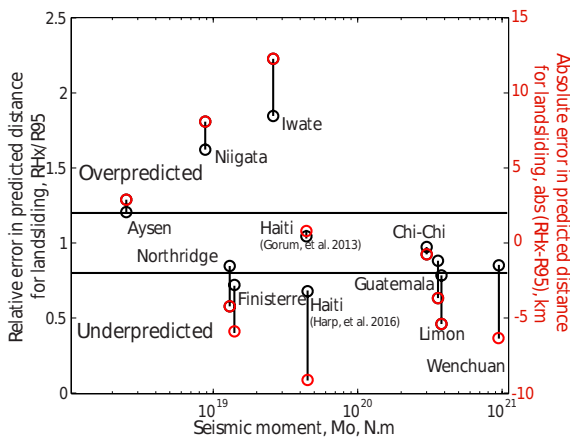 Relative error in predicted distance
for landsliding, RHx/R95
2.5
2
1.5
1
0.5
0
15
10
5
0
-5
-10
Absolute error in predicted distance
for landsliding, abs (RHx-R95), km
Iwate
Niigata
Overpredicted
Aysen
Haiti
(Gorum, et al. 2013)
Chi-Chi
Northridge
Finisterre
Haiti
(Harp, et al. 2016)
Guatemala
Underpredicted
Limon
Wenchuan
10^19
10^20
10^21
Seismic moment, Mo, N.m